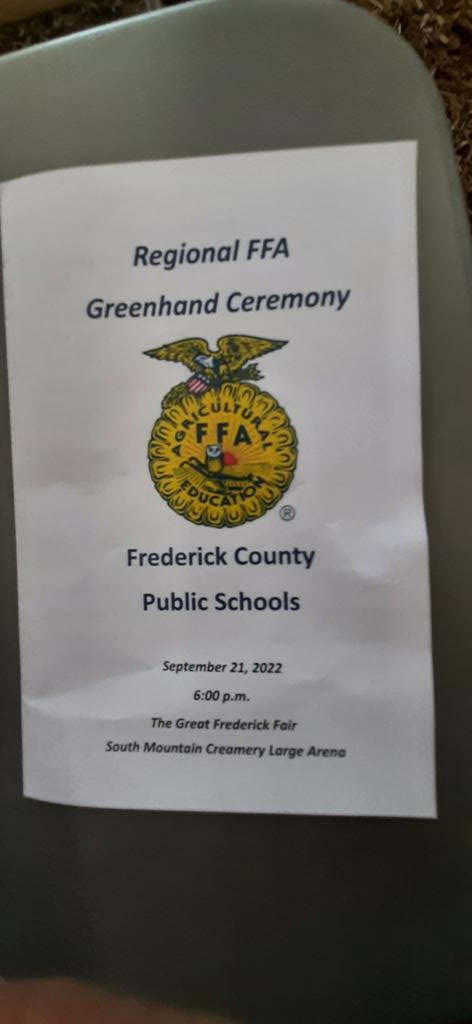 Regional FFA
Greenhand Ceremony
AGRICULTURAL
FFA
EDUCATION
®
Frederick County
Public Schools
September 21, 2022
6:00 p.m.
The Great Frederick Fair
South Mountain Creamery Large Arena